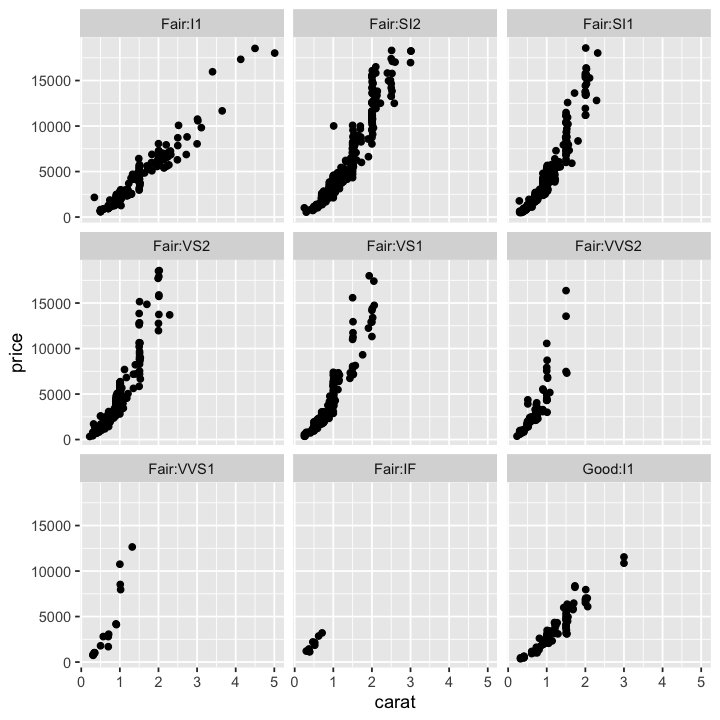 Fair:I1 Fair:SI2 Fair:SI1
15000
10000
5000
0
Fair:VS2 Fair:VS1 Fair:VVS2
15000
10000
5000
0
price
Fair:VVS1 Fair:IF Good:I1
15000
10000
5000
0
0 1 2 3 4 5 0 1 2 3 4 5 0 1 2 3 4 5
carat